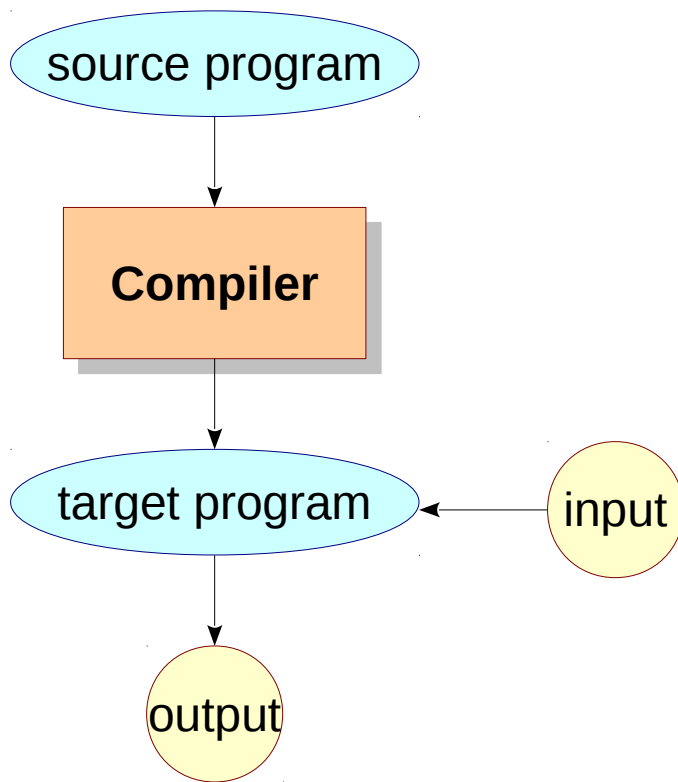 source program
Compiler
target program
input
output